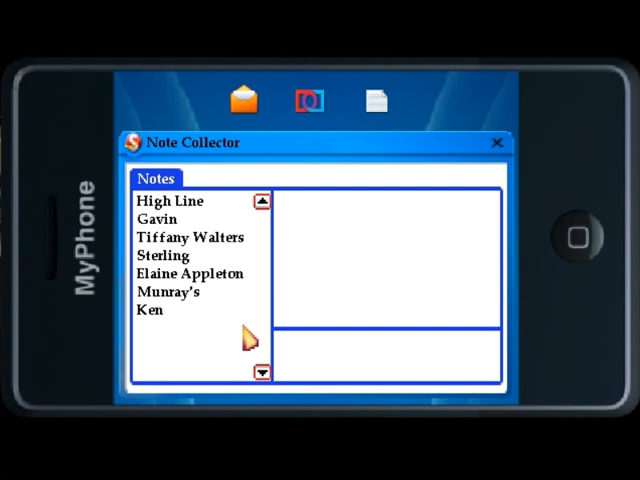 MyPhone
Note Collector
Notes
High Line
Gavin
Tiffany Walters
Sterling
Elaine Appleton
Munray's
Ken